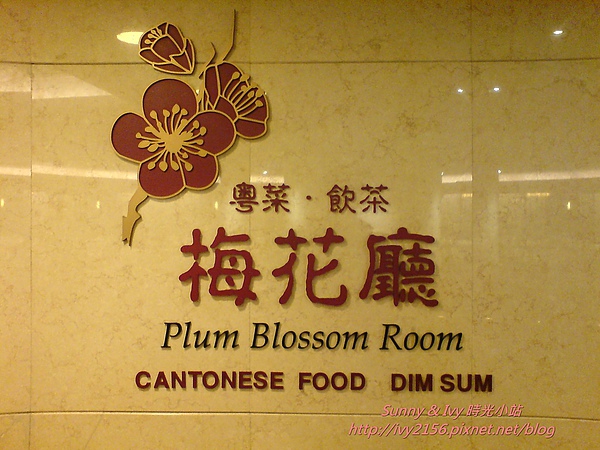 粵菜·飲茶
梅花廳
Plum Blossom Room
CANTONESE FOOD DIM SUM
Sunny & Ivy 時光小站
http://ivy2156.pixnet.net/blog